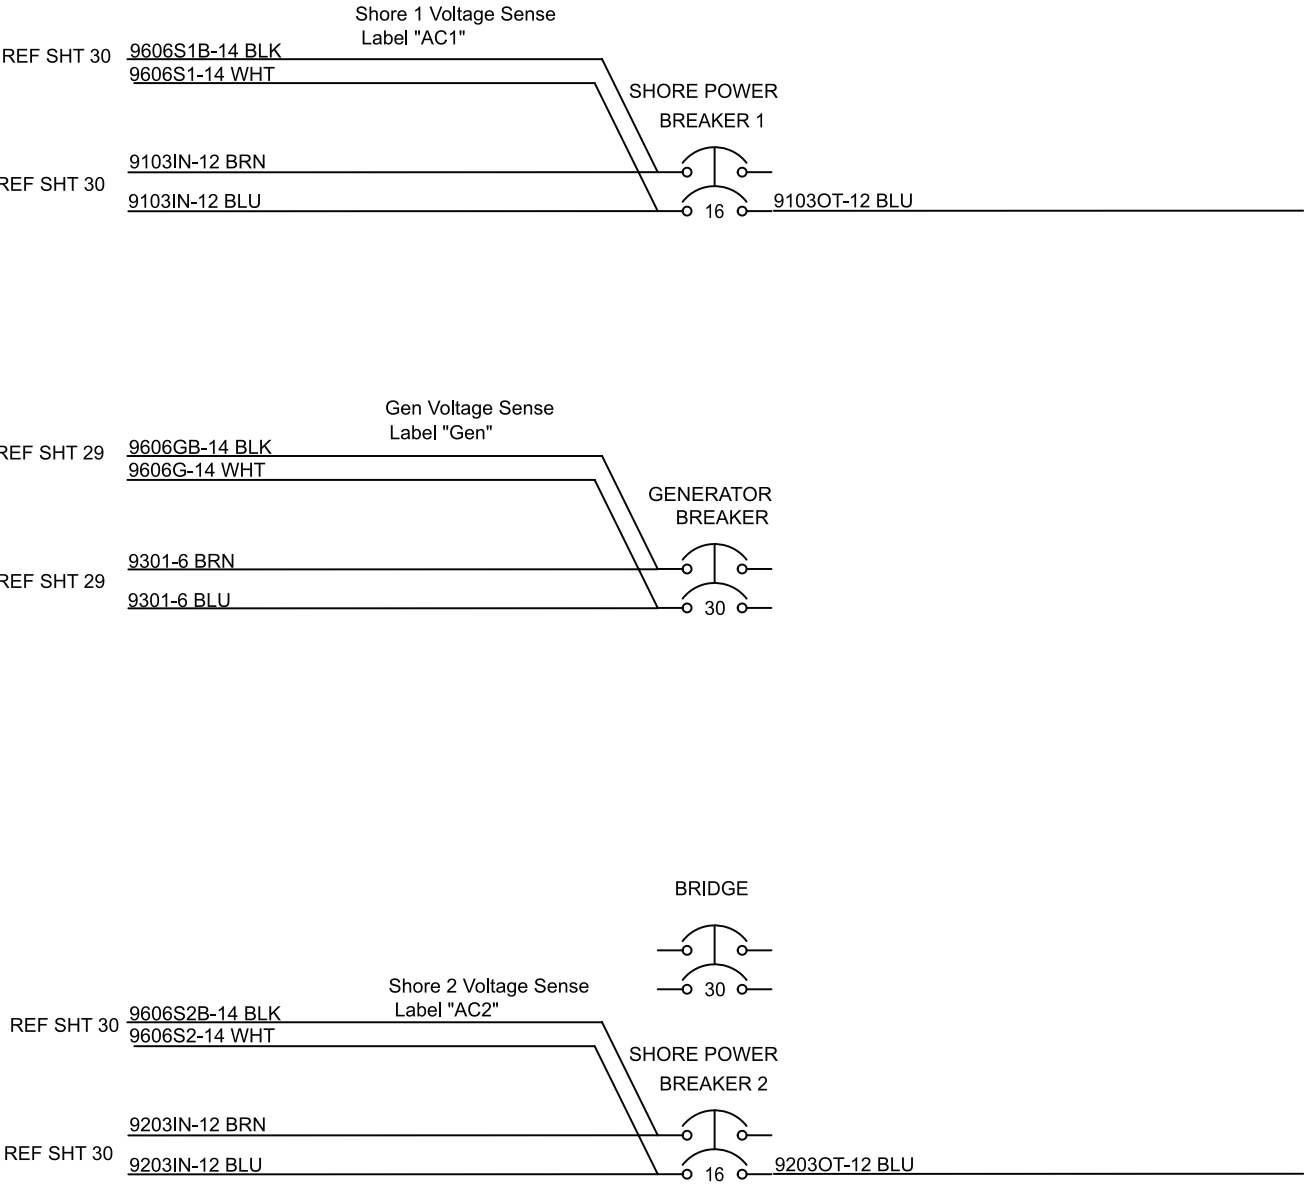 Shore 1 Voltage Sense
Label "AC1"
REF SHT 30
9606S1B-14 BLK
9606S1-14 WHT
SHORE POWER
BREAKER 1
9103IN-12 BRN
REF SHT 30
9103IN-12 BLU
16
9103OT-12 BLU
Gen Voltage Sense
Label "Gen"
REF SHT 29
9606GB-14 BLK
9606G-14 WHT
GENERATOR
BREAKER
9301-6 BRN
REF SHT 29
9301-6 BLU
30
BRIDGE
30
Shore 2 Voltage Sense
Label "AC2"
REF SHT 30
9606S2B-14 BLK
9606S2-14 WHT
SHORE POWER
BREAKER 2
9203IN-12 BRN
REF SHT 30
9203IN-12 BLU
16
9203OT-12 BLU